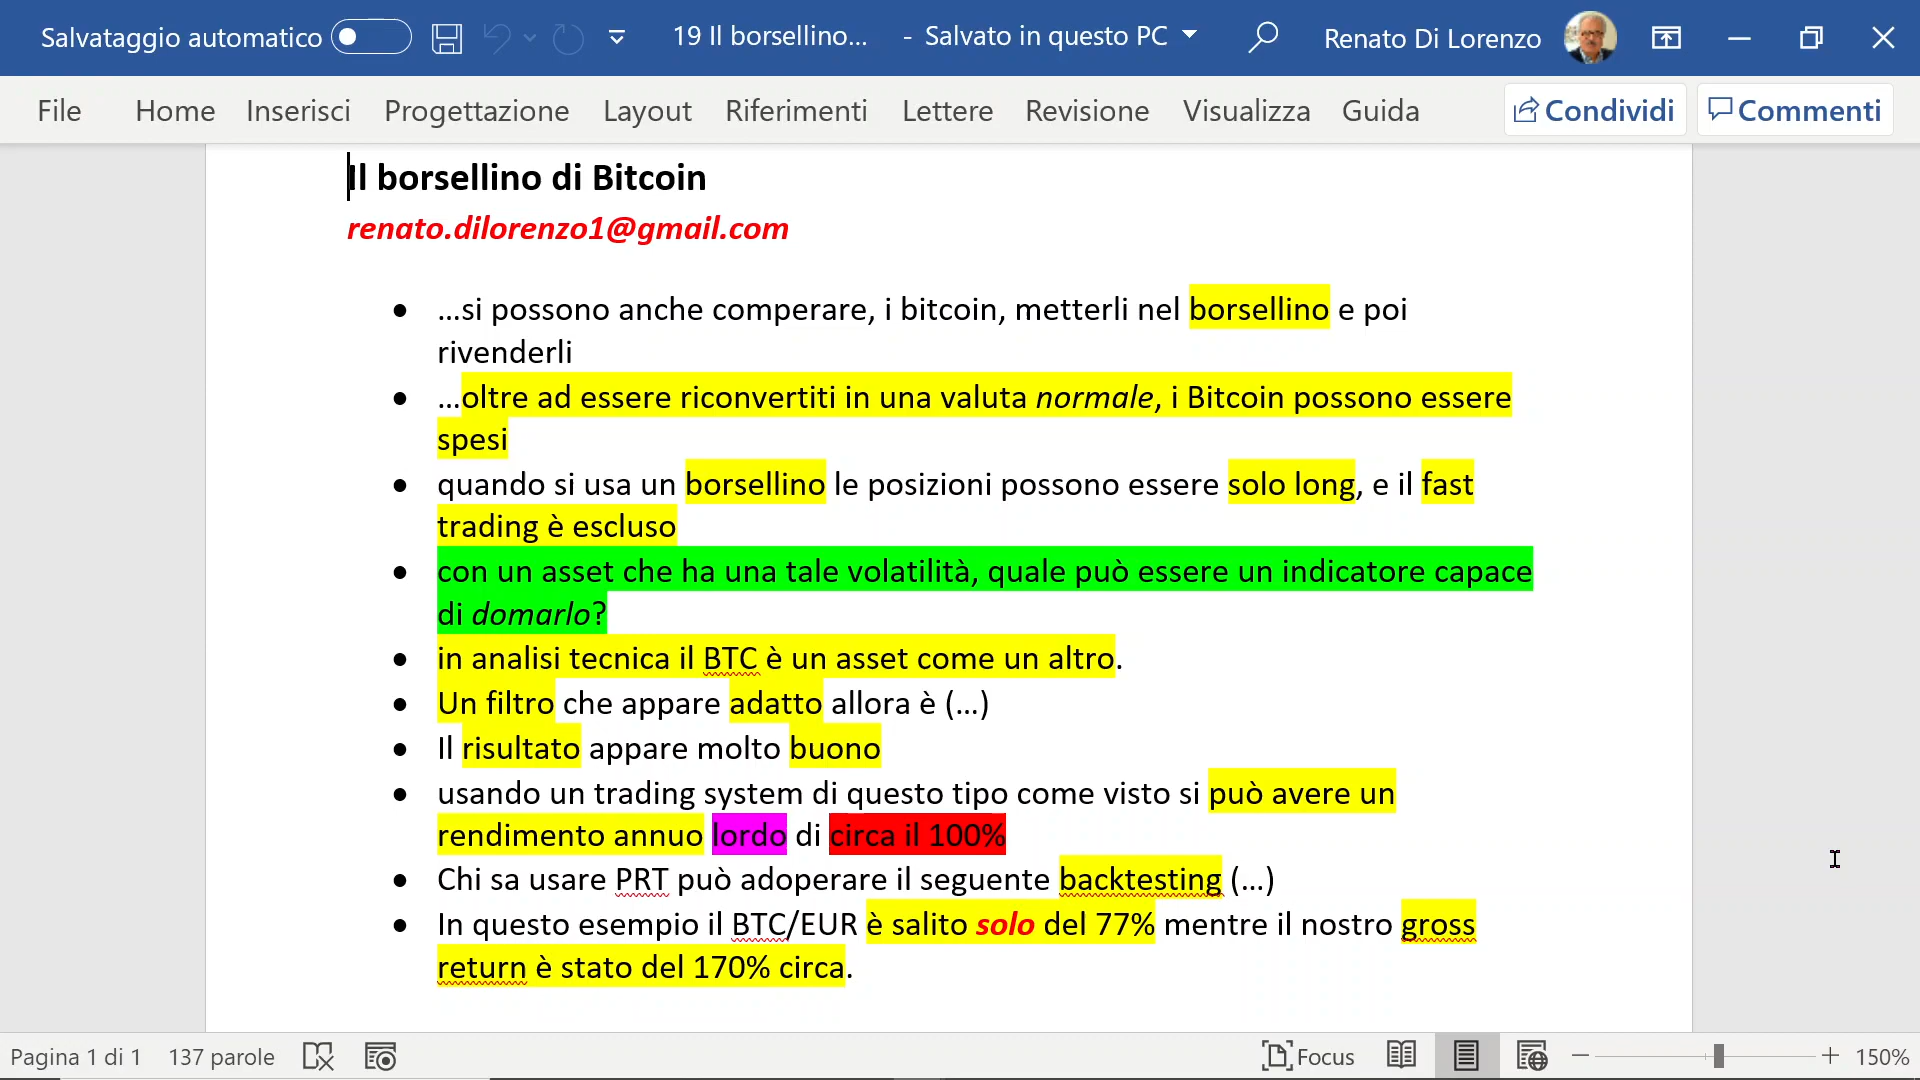 Salvataggio automatico
19 Il borsellino... - Salvato in questo PC
Renato Di Lorenzo
File Home Inserisci Progettazione Layout Riferimenti Lettere Revisione Visualizza Guida Condividi Commenti
Il borsellino di Bitcoin
renato.dilorenzo1@gmail.com
• ...si possono anche comperare, i bitcoin, metterli nel borsellino e poi
rivenderli
• ...oltre ad essere riconvertiti in una valuta normale, i Bitcoin possono essere
spesi
• quando si usa un borsellino le posizioni possono essere solo long, e il fast
trading è escluso
• con un asset che ha una tale volatilità, quale può essere un indicatore capace
di domarlo?
• in analisi tecnica il BTC è un asset come un altro.
• Un filtro che appare adatto allora è (...)
• Il risultato appare molto buono
• usando un trading system di questo tipo come visto si può avere un
rendimento annuo lordo di circa il 100%
• Chi sa usare PRT può adoperare il seguente backtesting (...)
• In questo esempio il BTC/EUR è salito solo del 77% mentre il nostro gross
return è stato del 170% circa.
Pagina 1 di 1 137 parole Focus 150%